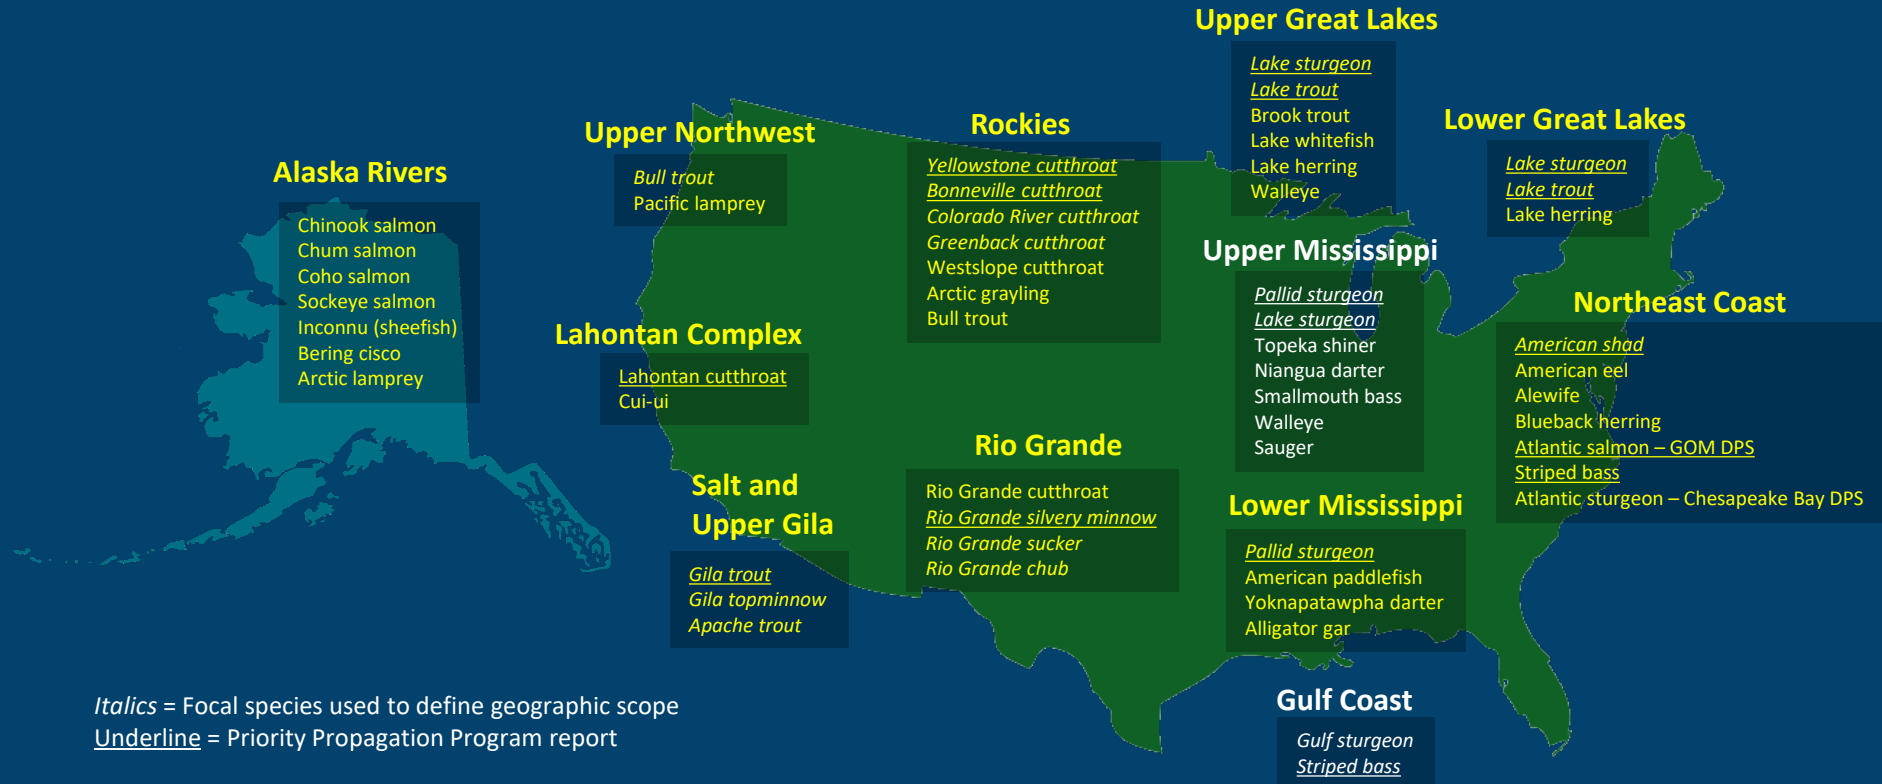 Upper Great Lakes
Lake sturgeon
Lake trout
Brook trout
Lake whitefish
Lake herring
Walleye
Lower Great Lakes
Lake sturgeon
Lake trout
Lake herring
Rockies
Yellowstone cutthroat
Bonneville cutthroat
Colorado River cutthroat
Greenback cutthroat
Westslope cutthroat
Arctic grayling
Bull trout
Upper Northwest
Bull trout
Pacific lamprey
Alaska Rivers
Chinook salmon
Chum salmon
Coho salmon
Sockeye salmon
Inconnu (sheefish)
Bering cisco
Arctic lamprey
Upper Mississippi
Pallid sturgeon
Lake sturgeon
Topeka shiner
Niangua darter
Smallmouth bass
Walleye
Sauger
Northeast Coast
American shad
American eel
Alewife
Blueback herring
Atlantic salmon – GOM DPS
Striped bass
Atlantic sturgeon – Chesapeake Bay DPS
Lahontan Complex
Lahontan cutthroat
Cui-ui
Rio Grande
Rio Grande cutthroat
Rio Grande silvery minnow
Rio Grande sucker
Rio Grande chub
Salt and
Upper Gila
Gila trout
Gila topminnow
Apache trout
Lower Mississippi
Pallid sturgeon
American paddlefish
Yoknapatawpha darter
Alligator gar
Gulf Coast
Gulf sturgeon
Striped bass
Italics = Focal species used to define geographic scope
Underline = Priority Propagation Program report